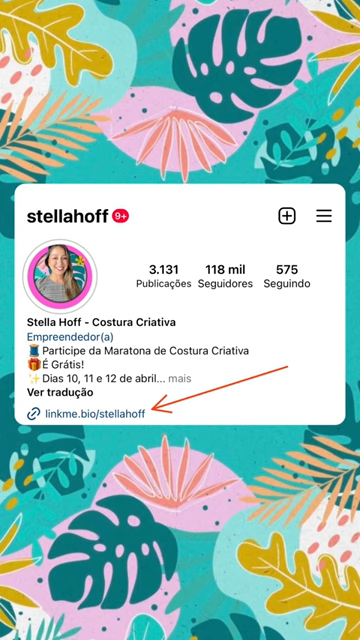 stellahoff 9+
3.131 118 mil 575
Publicações Seguidores Seguindo
Stella Hoff - Costura Criativa
Empreendedor(a)
🧵Participe da Maratona de Costura Criativa
🎁É Grátis!
✨Dias 10, 11 e 12 de abril... mais
Ver tradução
linkme.bio/stellahoff